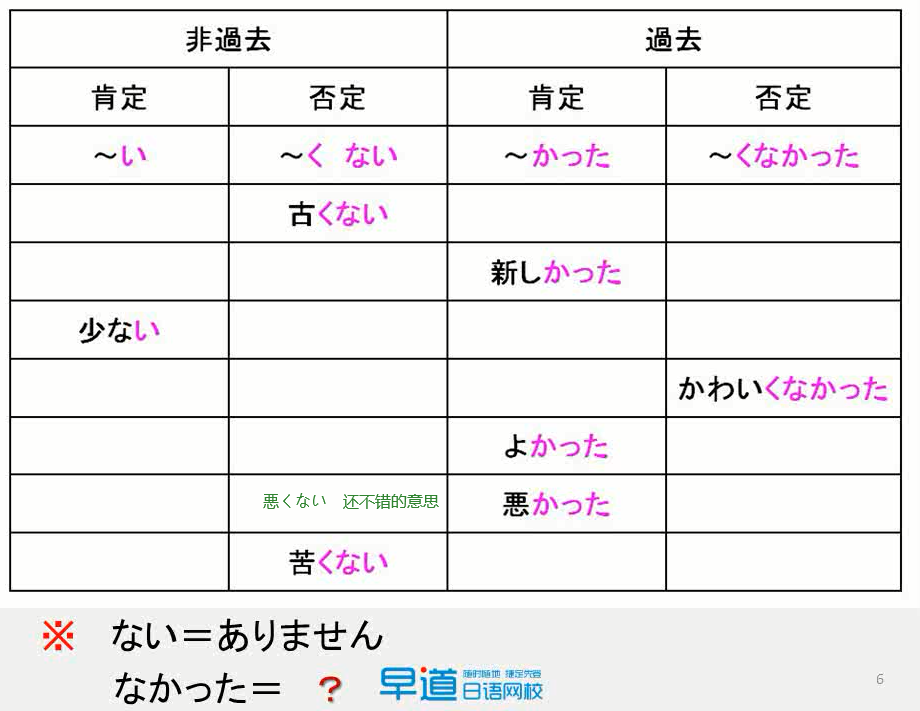 非過去 過去
肯定 否定 肯定 否定
～い ～く ない ～かった ～くなかった
古くない
新しかった
少ない
かわいくなかった
よかった
悪くない 还不错的意思 悪かった
苦くない
※ ない＝ありません
なかった＝ ？
早道 随时随地 捷足先登
日语网校
6